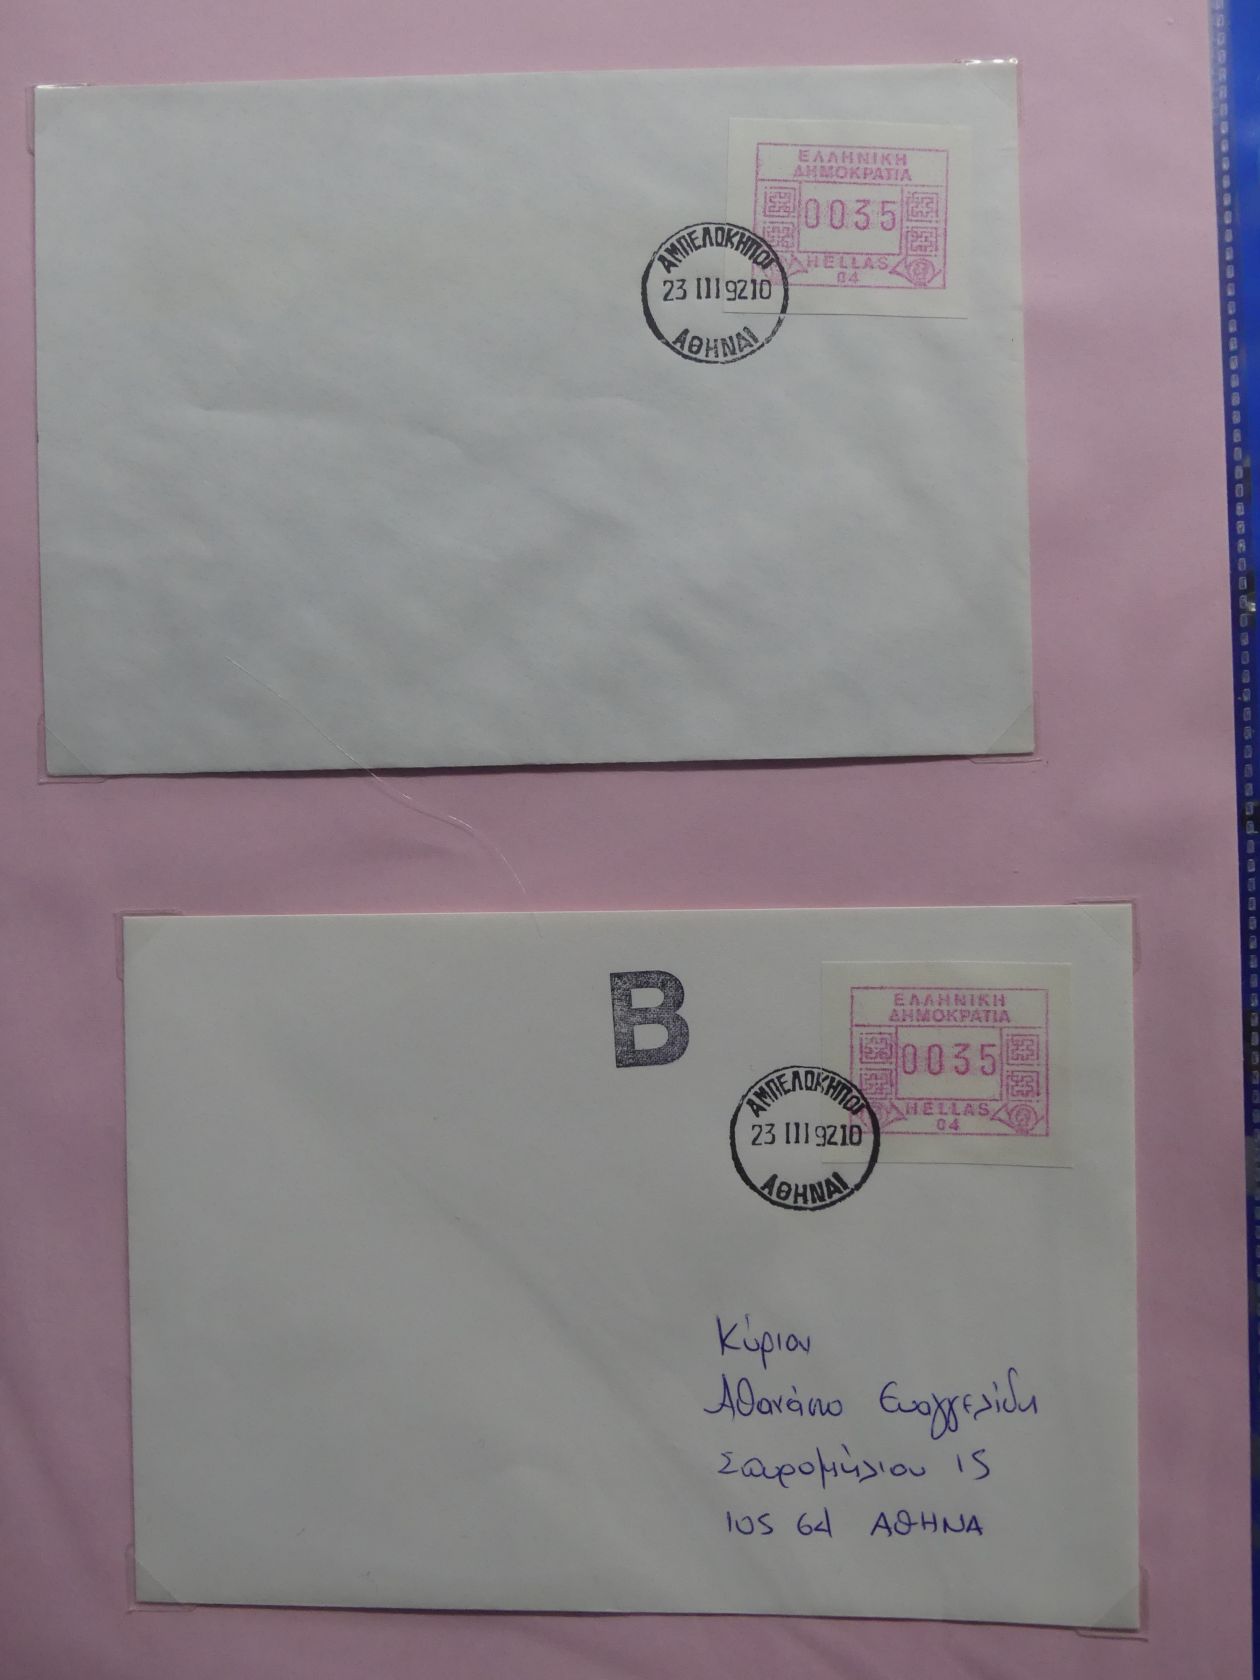 ΕΛΛΗΝΙΚΗ
ΔΗΜΟΚΡΑΤΙΑ
0035
HELLAS
04
ΑΜΠΕΛΟΚΗΠΟΙ
23 III 92 10
ΑΘΗΝΑΙ
B
ΕΛΛΗΝΙΚΗ
ΔΗΜΟΚΡΑΤΙΑ
0035
HELLAS
04
ΑΜΠΕΛΟΚΗΠΟΙ
23 III 92 10
ΑΘΗΝΑΙ
Κύριον
Αθανάσιο Ευαγγελίδη
Σπυρομήλιου 15
105 64 ΑΘΗΝΑ